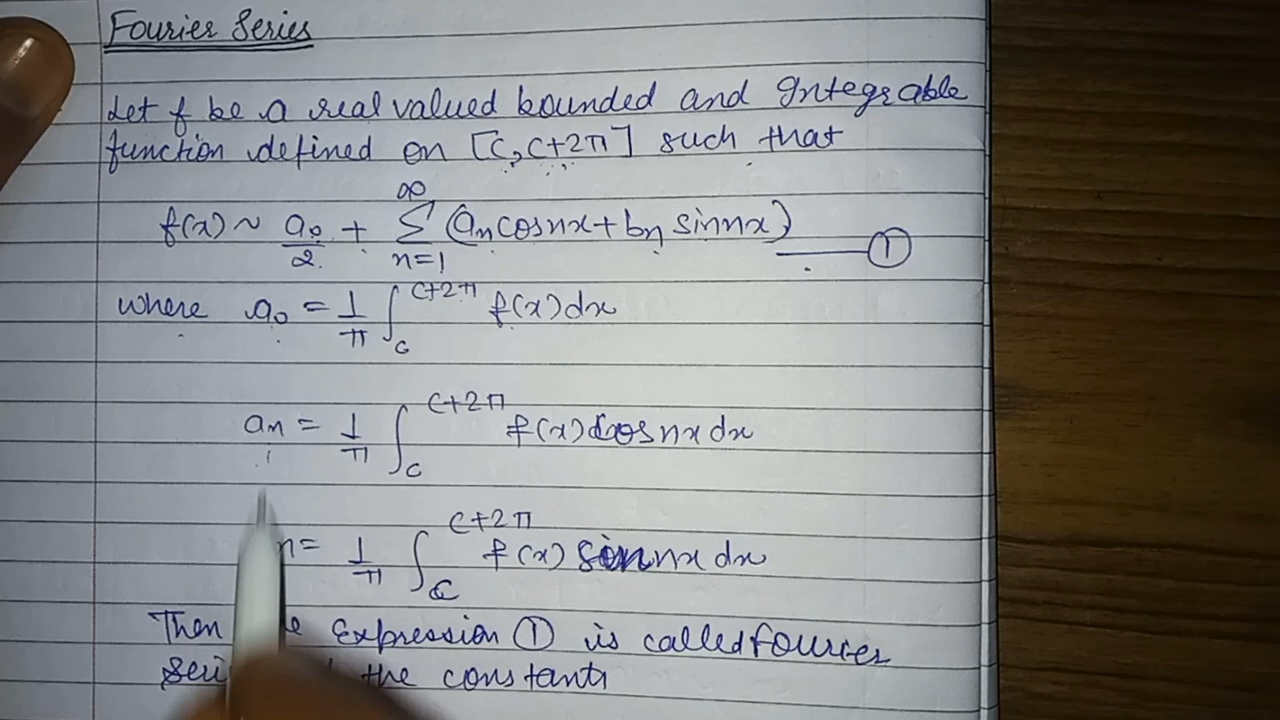 Fourier Series
Let f be a real valued bounded and Integrable
function defined on [c, c+2π] such that
f(x) ~ a₀/2 + ∑_{n=1}^{∞} (aₙ cos nx + bₙ sin nx) — ①
where a₀ = 1/π ∫_c^{c+2π} f(x) dx
aₙ = 1/π ∫_c^{c+2π} f(x) cos nx dx
= 1/π ∫_c^{c+2π} f(x) sin nx dx
Then Expression ① is called fourier
the constants